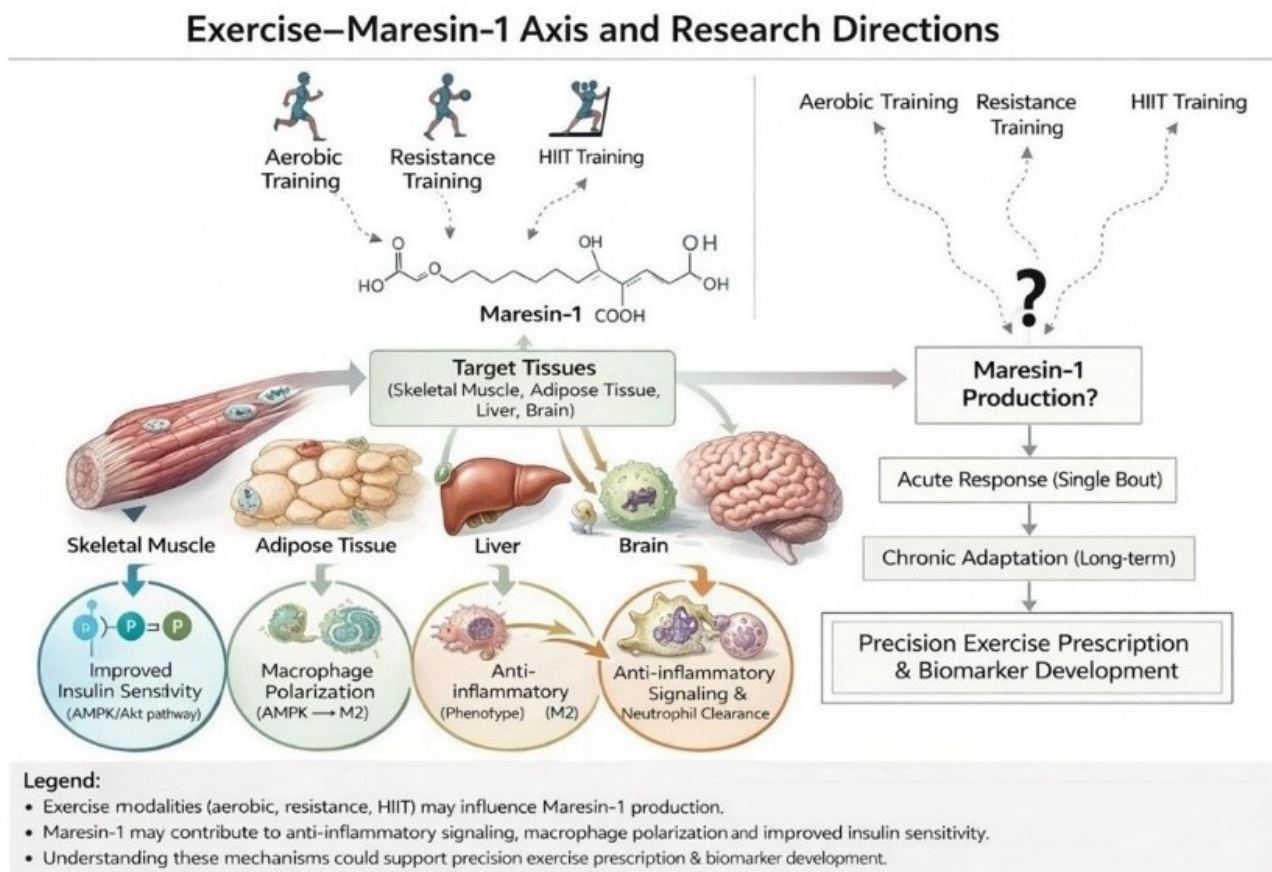 Exercise–Maresin-1 Axis and Research Directions
Aerobic
Training
Resistance
Training
HIIT Training
O
HO
O
OH
OH
OH
COOH
Maresin-1
Target Tissues
(Skeletal Muscle, Adipose Tissue,
Liver, Brain)
Skeletal Muscle
Adipose Tissue
Liver
Brain
p
P
P
Improved
Insulin Sensitivity
(AMPK/Akt pathway)
Macrophage
Polarization
(AMPK → M2)
Anti-
inflammatory
(Phenotype) (M2)
Anti-inflammatory
Signaling &
Neutrophil Clearance
Aerobic Training
Resistance
Training
HIIT Training
?
Maresin-1
Production?
Acute Response (Single Bout)
Chronic Adaptation (Long-term)
Precision Exercise Prescription
& Biomarker Development
Legend:
• Exercise modalities (aerobic, resistance, HIIT) may influence Maresin-1 production.
• Maresin-1 may contribute to anti-inflammatory signaling, macrophage polarization and improved insulin sensitivity.
• Understanding these mechanisms could support precision exercise prescription & biomarker development.